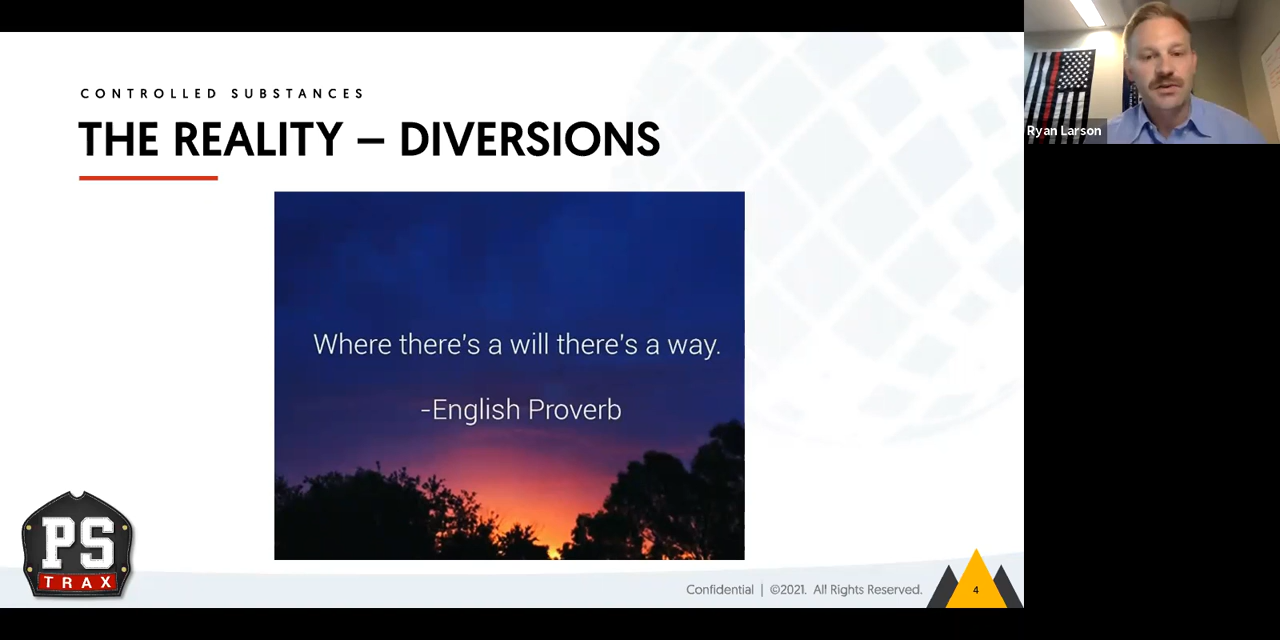 CONTROLLED SUBSTANCES
THE REALITY – DIVERSIONS
Where there's a will there's a way.
-English Proverb
PS
TRAX
Confidential | ©2021. All Rights Reserved.
4
Ryan Larson